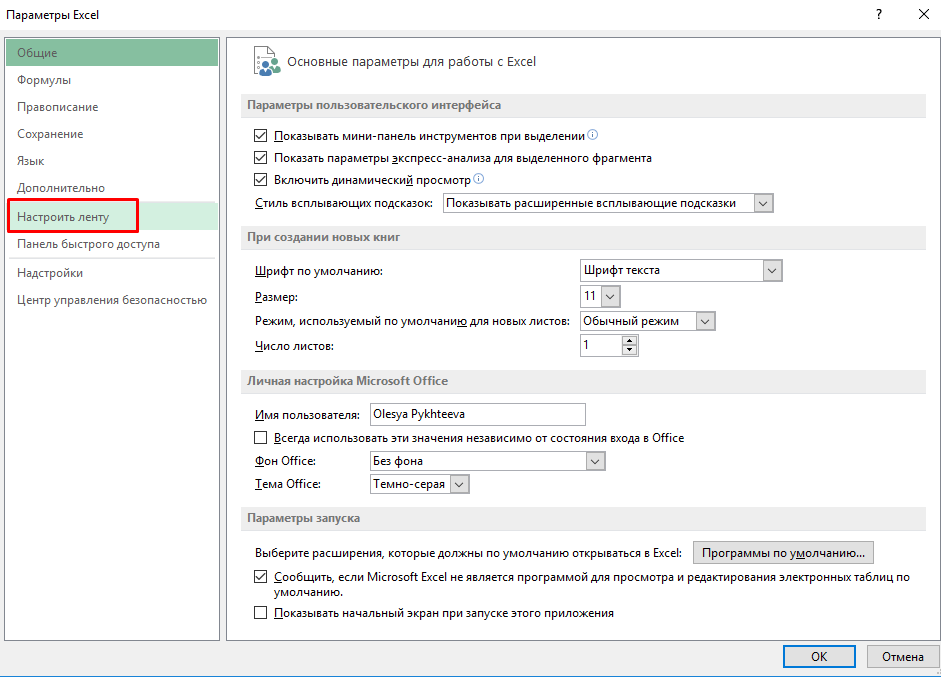 Параметры Excel
?
Общие
Формулы
Правописание
Сохранение
Язык
Дополнительно
Настроить ленту
Панель быстрого доступа
Надстройки
Центр управления безопасностью
Основные параметры для работы с Excel
Параметры пользовательского интерфейса
Показывать мини-панель инструментов при выделении
Показать параметры экспресс-анализа для выделенного фрагмента
Включить динамический просмотр
Стиль всплывающих подсказок: Показывать расширенные всплывающие подсказки
При создании новых книг
Шрифт по умолчанию: Шрифт текста
Размер: 11
Режим, используемый по умолчанию для новых листов: Обычный режим
Число листов: 1
Личная настройка Microsoft Office
Имя пользователя: Olesya Pykhteeva
Всегда использовать эти значения независимо от состояния входа в Office
Фон Office: Без фона
Тема Office: Темно-серая
Параметры запуска
Выберите расширения, которые должны по умолчанию открываться в Excel: Программы по умолчанию...
Сообщить, если Microsoft Excel не является программой для просмотра и редактирования электронных таблиц по
умолчанию.
Показывать начальный экран при запуске этого приложения
ОК Отмена